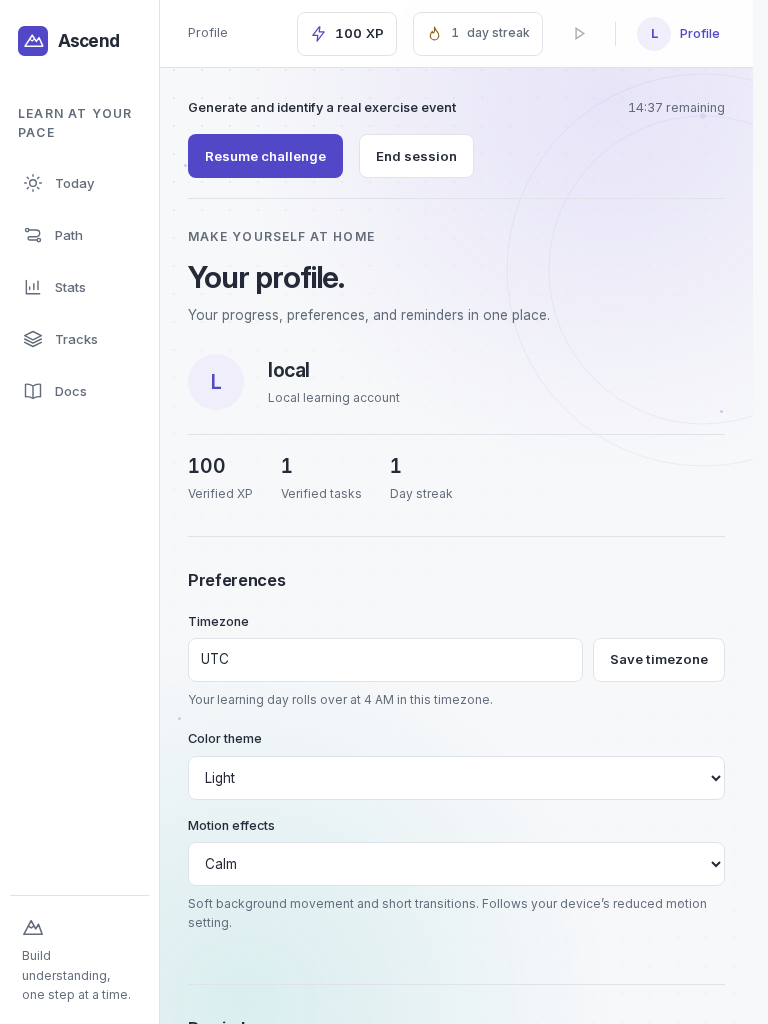 Ascend
Profile
100 XP
1 day streak
L
Profile
LEARN AT YOUR
PACE
Today
Path
Stats
Tracks
Docs
Generate and identify a real exercise event
14:37 remaining
Resume challenge
End session
MAKE YOURSELF AT HOME
Your profile.
Your progress, preferences, and reminders in one place.
L
local
Local learning account
100
Verified XP
1
Verified tasks
1
Day streak
Preferences
Timezone
UTC
Save timezone
Your learning day rolls over at 4 AM in this timezone.
Color theme
Light
Motion effects
Calm
Soft background movement and short transitions. Follows your device’s reduced motion
setting.
Build
understanding,
one step at a time.